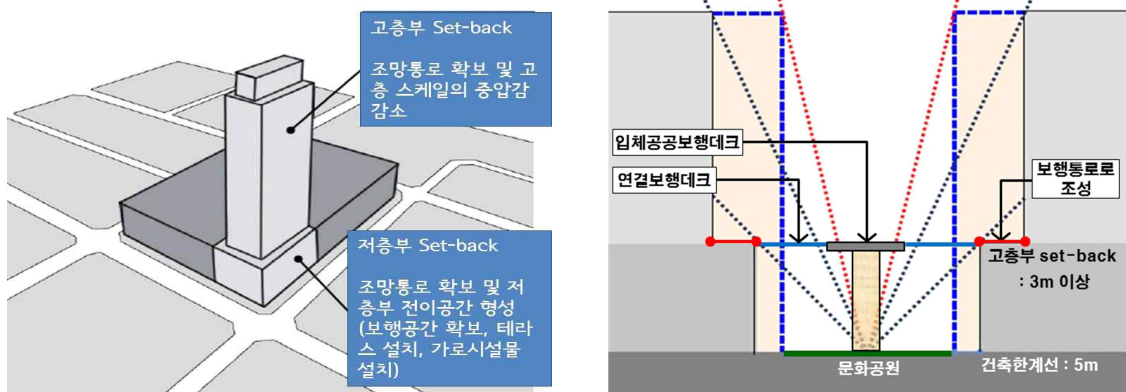 고층부 Set-back
조망통로 확보 및 고
층 스케일의 중압감
감소
저층부 Set-back
조망통로 확보 및 저
층부 전이공간 형성
(보행공간 확보, 테라
스 설치, 가로시설물
설치)
입체공공보행데크
연결보행데크
보행통로로
조성
고층부 set-back
: 3m 이상
문화공원
건축한계선 : 5m